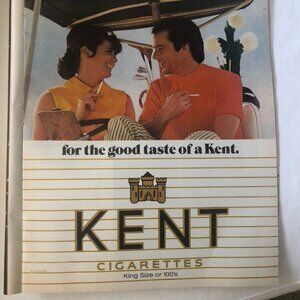 for the good taste of a Kent.
KENT
CIGARETTES
King Size or 100's